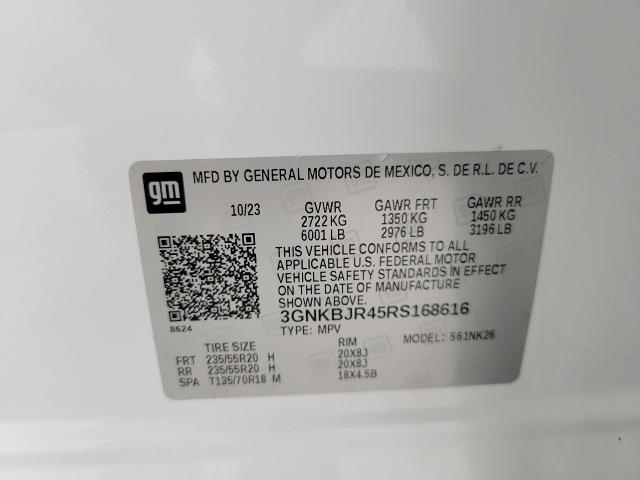 gm
MFD BY GENERAL MOTORS DE MEXICO, S. DE R.L. DE C.V.
10/23 GVWR GAWR FRT GAWR RR
2722 KG 1350 KG 1450 KG
6001 LB 2976 LB 3196 LB
THIS VEHICLE CONFORMS TO ALL
APPLICABLE U.S. FEDERAL MOTOR
VEHICLE SAFETY STANDARDS IN EFFECT
ON THE DATE OF MANUFACTURE
SHOWN ABOVE.
8624
3GNKBJR45RS168616
TYPE: MPV MODEL: 561NK26
TIRE SIZE RIM
FRT 235/55R20 H 20X8J
RR 235/55R20 H 20X8J
SPA T135/70R18 M 18X4.5B